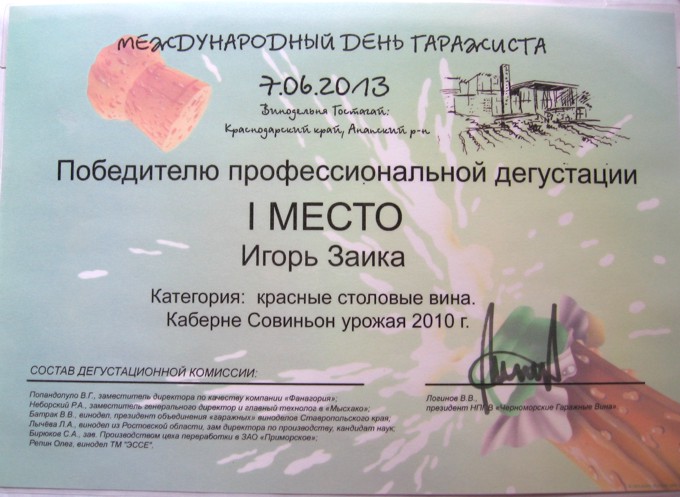 МЕЖДУНАРОДНЫЙ ДЕНЬ ГАРАЖИСТА
7.06.2013
Винодельня Гостагай:
Краснодарский край, Анапский р-н
Победителю профессиональной дегустации
I МЕСТО
Игорь Заика
Категория: красные столовые вина.
Каберне Совиньон урожая 2010 г.
СОСТАВ ДЕГУСТАЦИОННОЙ КОМИССИИ:
Попандопуло В.Г., заместитель директора по качеству компании «Фанагория»;
Неборский Р.А., заместитель генерального директор и главный технолог в «Мысхако»;
Батрак В.В., винодел, президент объединения «гаражных» виноделов Ставропольского края;
Лычёва Л.А., винодел из Ростовской области, зам директора по производству, кандидат наук;
Бирюков С.А., зав. Производством цеха переработки в ЗАО «Приморское»;
Репин Олег, винодел ТМ "ЭССЕ".
Логинов В.В.,
президент НП В «Черноморские Гаражные Вина».